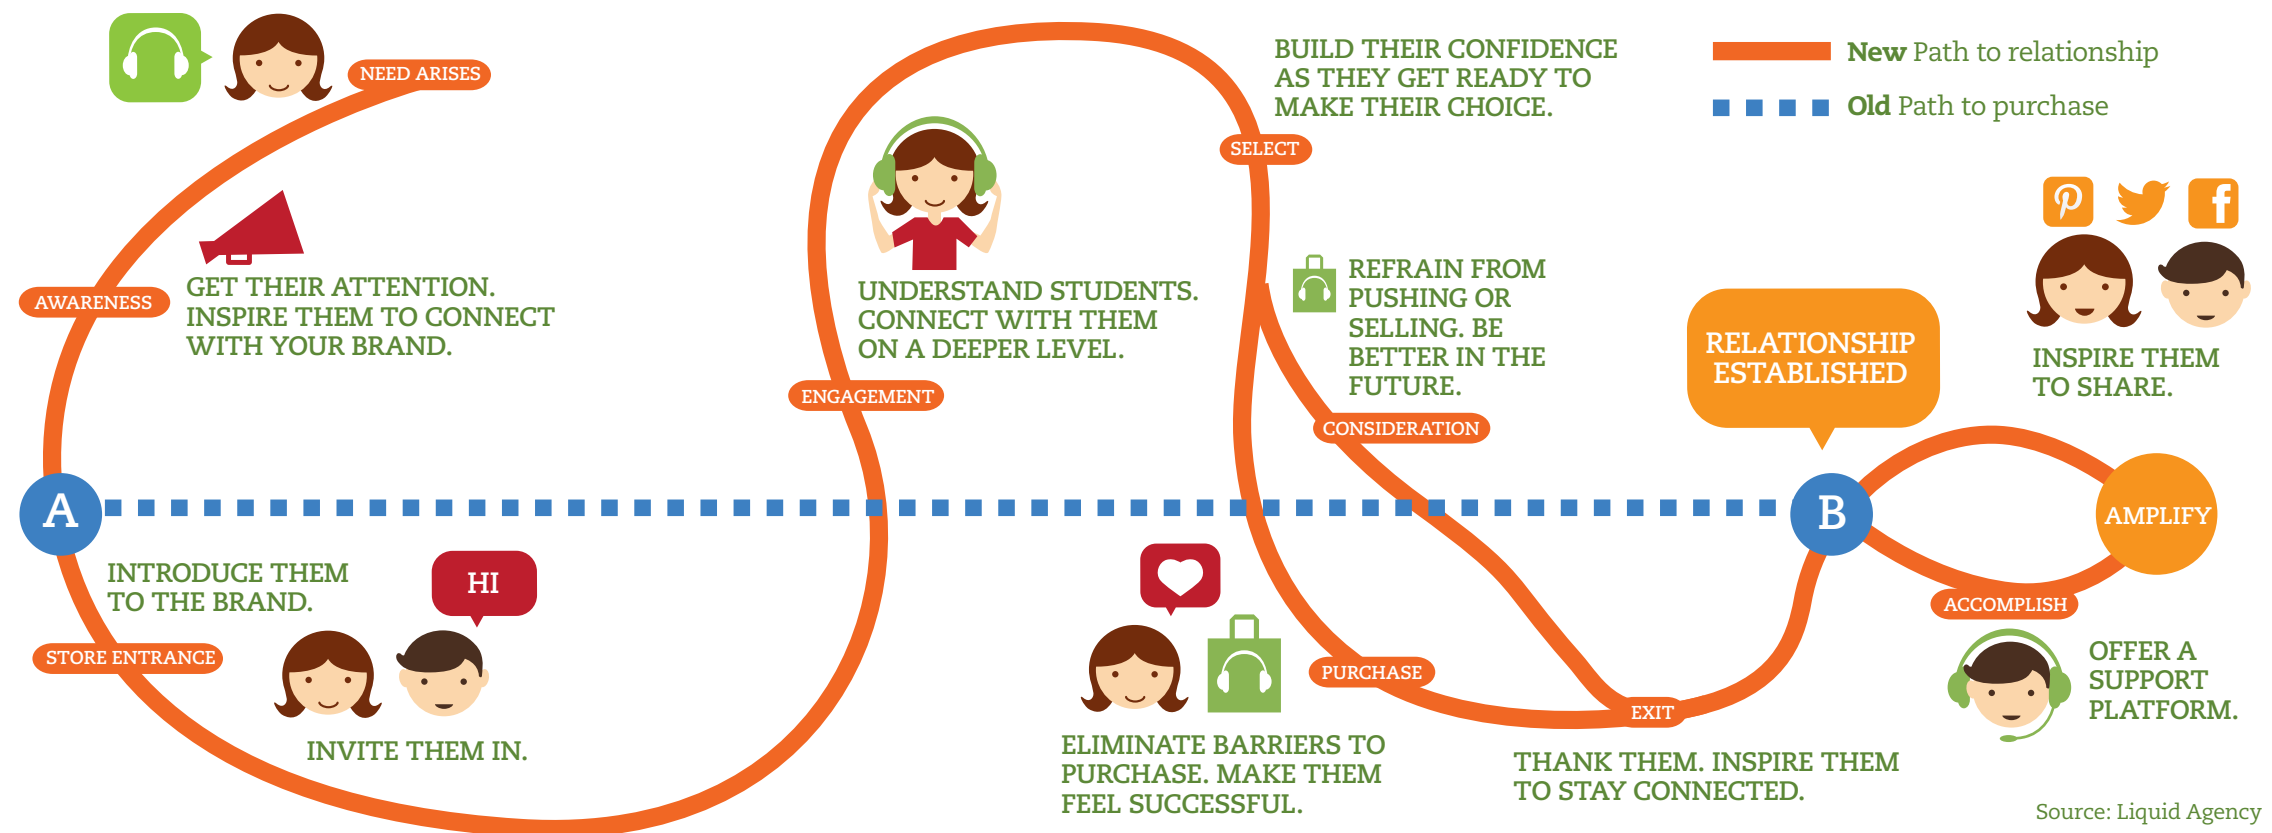 NEED ARISES
AWARENESS
GET THEIR ATTENTION.
INSPIRE THEM TO CONNECT
WITH YOUR BRAND.
A
INTRODUCE THEM
TO THE BRAND.
HI
STORE ENTRANCE
INVITE THEM IN.
UNDERSTAND STUDENTS.
CONNECT WITH THEM
ON A DEEPER LEVEL.
ENGAGEMENT
BUILD THEIR CONFIDENCE
AS THEY GET READY TO
MAKE THEIR CHOICE.
SELECT
REFRAIN FROM
PUSHING OR
SELLING. BE
BETTER IN THE
FUTURE.
CONSIDERATION
PURCHASE
ELIMINATE BARRIERS TO
PURCHASE. MAKE THEM
FEEL SUCCESSFUL.
EXIT
THANK THEM. INSPIRE THEM
TO STAY CONNECTED.
New Path to relationship
Old Path to purchase
RELATIONSHIP
ESTABLISHED
B
INSPIRE THEM
TO SHARE.
AMPLIFY
ACCOMPLISH
OFFER A
SUPPORT
PLATFORM.
Source: Liquid Agency